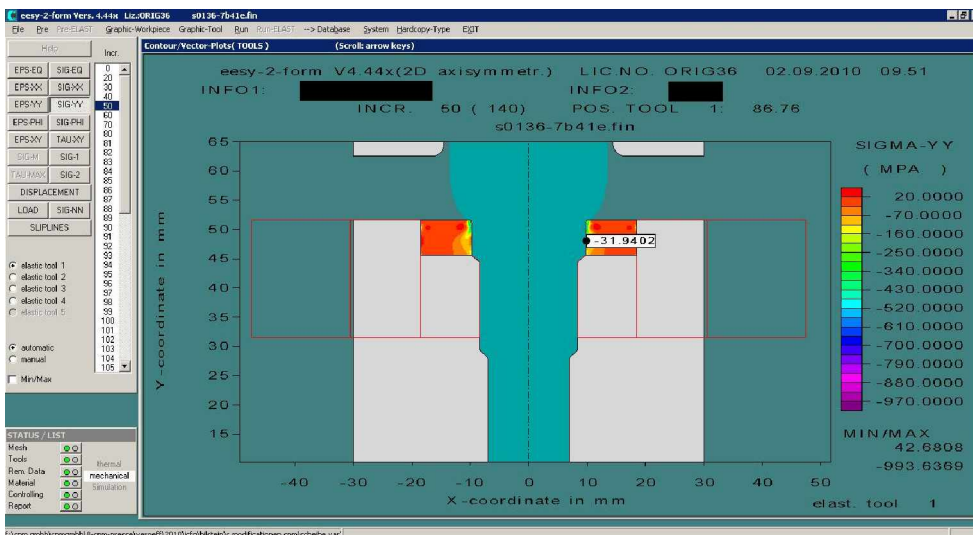 eesy-2-form Vers. 4.44x Liz.:ORIG36 s0136-7b41e.fin
File Pre Pre-ELAST Graphic-Workpiece Graphic-Tool Run Run-ELAST --> Database System Hardcopy-Type EXIT
Help
Incr.
EPS-EQ SIG-EQ
EPS-XX SIG-XX
EPS-YY SIG-YY
EPS-PHI SIG-PHI
EPS-XY TAU-XY
SIG-M SIG-1
TAU-MAX SIG-2
DISPLACEMENT
LOAD SIG-NN
SLIPLINES
0
20
30
40
50
60
70
80
81
82
83
84
85
86
87
88
89
90
91
92
93
94
95
96
97
98
99
100
101
102
103
104
105
elastic tool 1
elastic tool 2
elastic tool 3
elastic tool 4
elastic tool 5
automatic
manual
Min/Max
STATUS / LIST
Mesh
Tools
Rem. Data
Material
Controlling
Report
thermal
mechanical
Simulation
Contour/Vector-Plots( TOOLS ) (Scroll: arrow keys)
eesy-2-form V4.44x(2D axisymmetr.) LIC.NO. ORIG36 02.09.2010 09.51
INFO1: INFO2:
INCR. 50 ( 140) POS. TOOL 1: 86.76
s0136-7b41e.fin
65
60
55
50
45
40
35
30
25
20
15
Y-coordinate in mm
-31.9402
-40 -30 -20 -10 0 10 20 30 40 50
X-coordinate in mm
SIGMA-YY
( MPA )
20.0000
-70.0000
-160.0000
-250.0000
-340.0000
-430.0000
-520.0000
-610.0000
-700.0000
-790.0000
-880.0000
-970.0000
MIN/MAX
42.6808
-993.6369
elast. tool 1